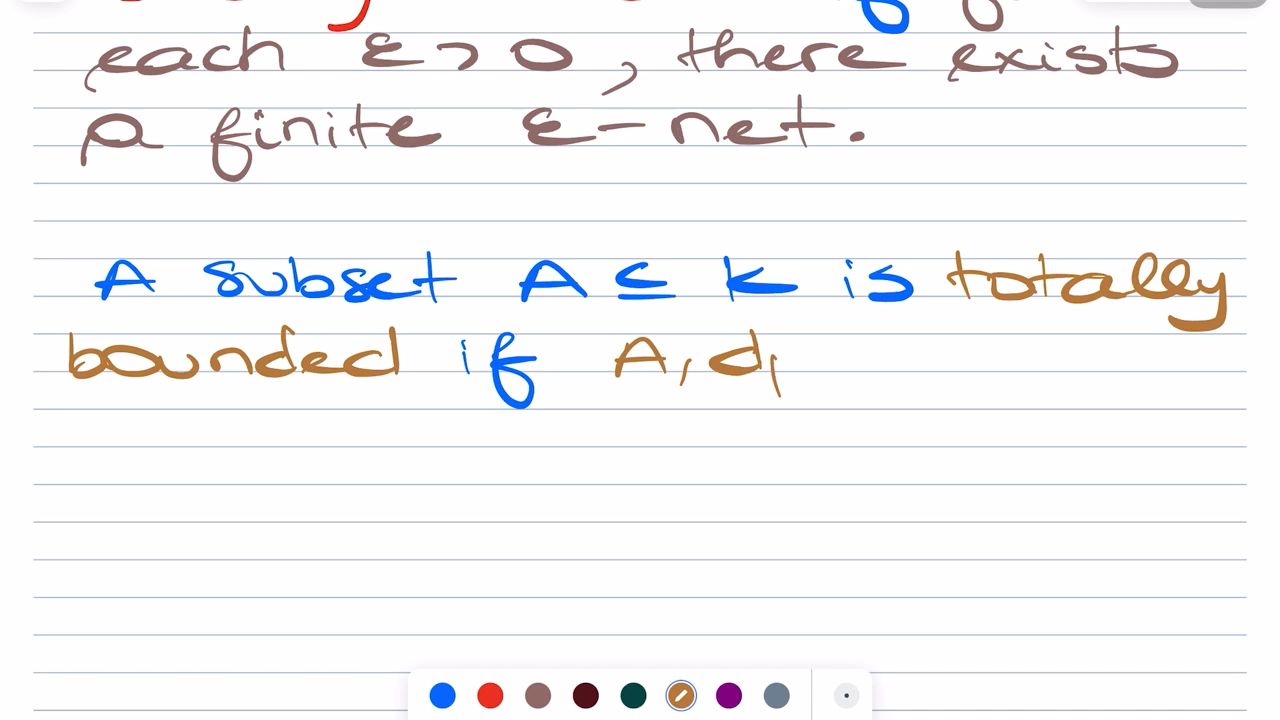 each ε > 0, there exists
a finite ε-net.
A subset A ⊆ k is totally
bounded if A, d,